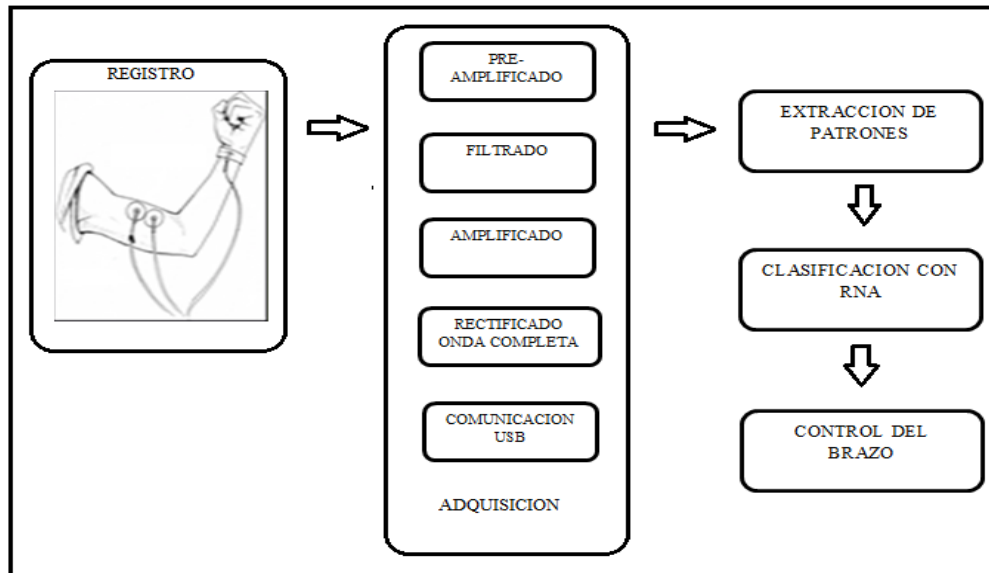 REGISTRO
PRE-
AMPLIFICADO
FILTRADO
AMPLIFICADO
RECTIFICADO
ONDA COMPLETA
COMUNICACION
USB
ADQUISICION
EXTRACCION DE
PATRONES
CLASIFICACION CON
RNA
CONTROL DEL
BRAZO